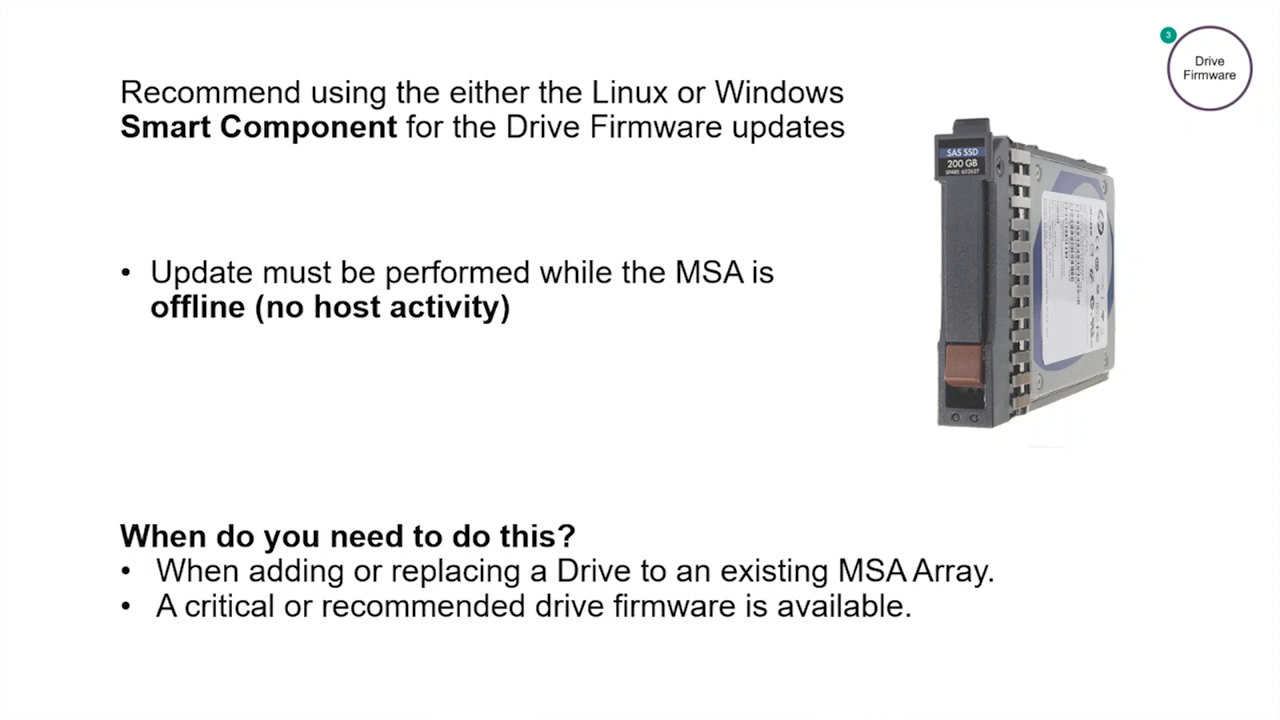 3
Drive
Firmware
Recommend using the either the Linux or Windows
Smart Component for the Drive Firmware updates
SAS SSD
200 GB
• Update must be performed while the MSA is
offline (no host activity)
When do you need to do this?
• When adding or replacing a Drive to an existing MSA Array.
• A critical or recommended drive firmware is available.